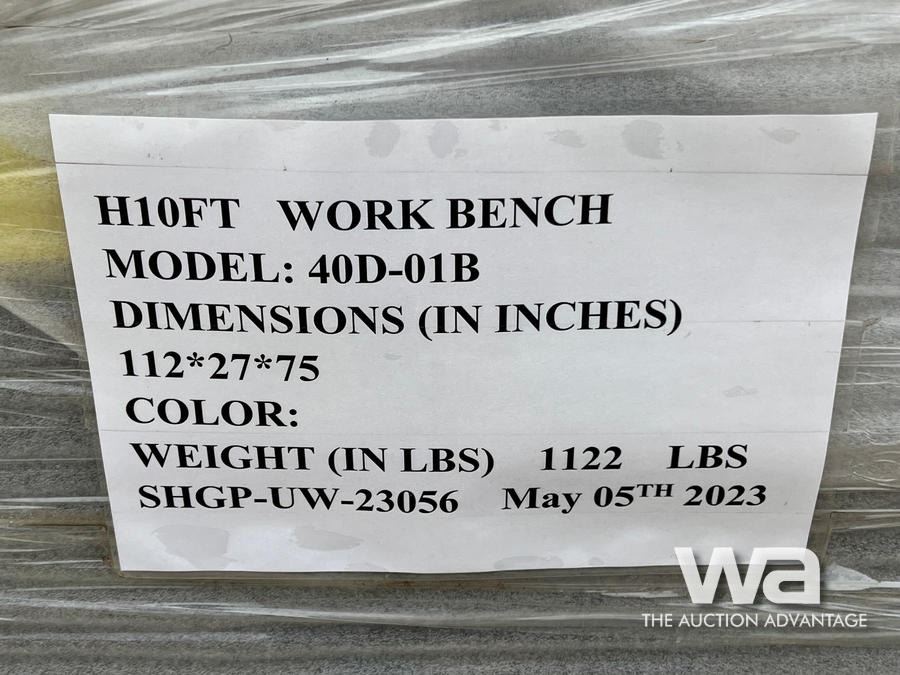 H10FT WORK BENCH
MODEL: 40D-01B
DIMENSIONS (IN INCHES)
112*27*75
COLOR:
WEIGHT (IN LBS) 1122 LBS
SHGP-UW-23056 May 05TH 2023
wa
THE AUCTION ADVANTAGE